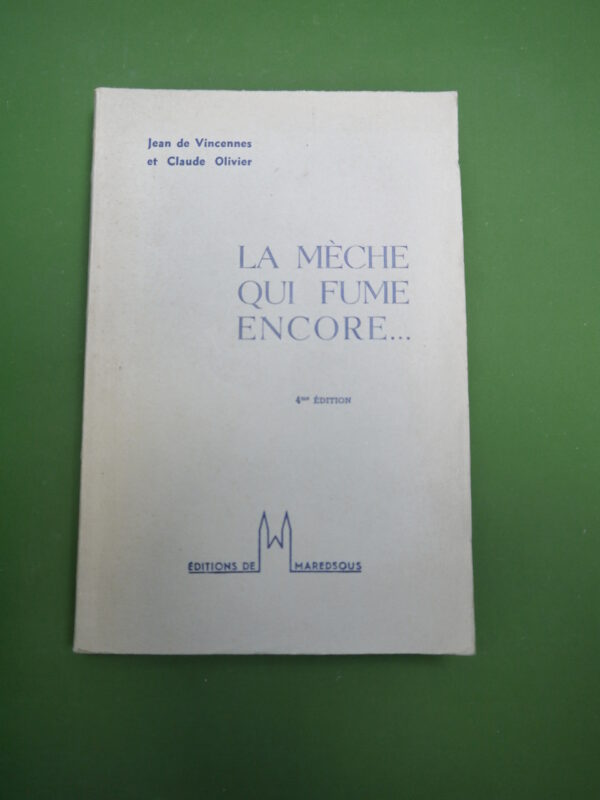 Jean de Vincennes
et Claude Olivier
LA MÈCHE
QUI FUME
ENCORE...
4me ÉDITION
ÉDITIONS DE MAREDSOUS